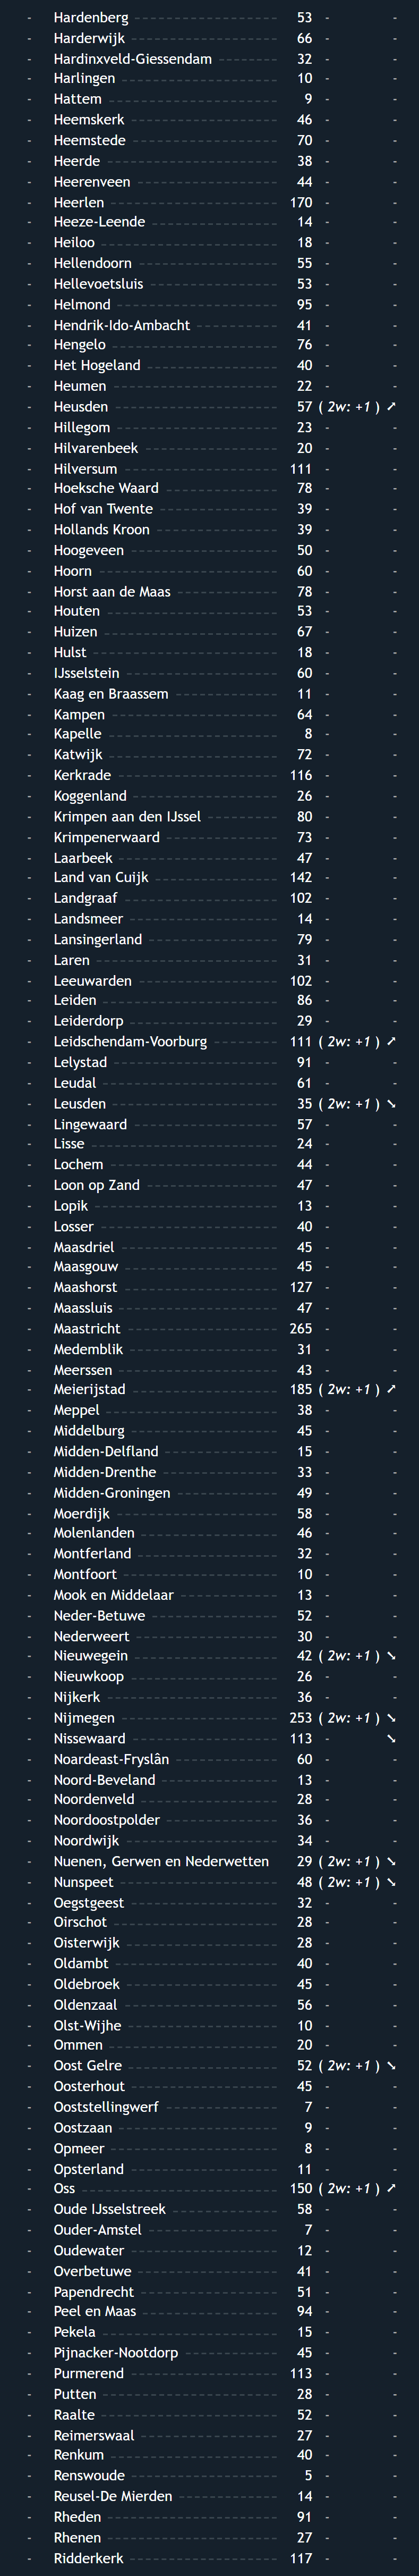 - Hardenberg 53 - -
- Harderwijk 66 - -
- Hardinxveld-Giessendam 32 - -
- Harlingen 10 - -
- Hattem 9 - -
- Heemskerk 46 - -
- Heemstede 70 - -
- Heerde 38 - -
- Heerenveen 44 - -
- Heerlen 170 - -
- Heeze-Leende 14 - -
- Heiloo 18 - -
- Hellendoorn 55 - -
- Hellevoetsluis 53 - -
- Helmond 95 - -
- Hendrik-Ido-Ambacht 41 - -
- Hengelo 76 - -
- Het Hogeland 40 - -
- Heumen 22 - -
- Heusden 57 ( 2w: +1 ) ➚
- Hillegom 23 - -
- Hilvarenbeek 20 - -
- Hilversum 111 - -
- Hoeksche Waard 78 - -
- Hof van Twente 39 - -
- Hollands Kroon 39 - -
- Hoogeveen 50 - -
- Hoorn 60 - -
- Horst aan de Maas 78 - -
- Houten 53 - -
- Huizen 67 - -
- Hulst 18 - -
- IJsselstein 60 - -
- Kaag en Braassem 11 - -
- Kampen 64 - -
- Kapelle 8 - -
- Katwijk 72 - -
- Kerkrade 116 - -
- Koggenland 26 - -
- Krimpen aan den IJssel 80 - -
- Krimpenerwaard 73 - -
- Laarbeek 47 - -
- Land van Cuijk 142 - -
- Landgraaf 102 - -
- Landsmeer 14 - -
- Lansingerland 79 - -
- Laren 31 - -
- Leeuwarden 102 - -
- Leiden 86 - -
- Leiderdorp 29 - -
- Leidschendam-Voorburg 111 ( 2w: +1 ) ➚
- Lelystad 91 - -
- Leudal 61 - -
- Leusden 35 ( 2w: +1 ) ➘
- Lingewaard 57 - -
- Lisse 24 - -
- Lochem 44 - -
- Loon op Zand 47 - -
- Lopik 13 - -
- Losser 40 - -
- Maasdriel 45 - -
- Maasgouw 45 - -
- Maashorst 127 - -
- Maassluis 47 - -
- Maastricht 265 - -
- Medemblik 31 - -
- Meerssen 43 - -
- Meierijstad 185 ( 2w: +1 ) ➚
- Meppel 38 - -
- Middelburg 45 - -
- Midden-Delfland 15 - -
- Midden-Drenthe 33 - -
- Midden-Groningen 49 - -
- Moerdijk 58 - -
- Molenlanden 46 - -
- Montferland 32 - -
- Montfoort 10 - -
- Mook en Middelaar 13 - -
- Neder-Betuwe 52 - -
- Nederweert 30 - -
- Nieuwegein 42 ( 2w: +1 ) ➘
- Nieuwkoop 26 - -
- Nijkerk 36 - -
- Nijmegen 253 ( 2w: +1 ) ➘
- Nissewaard 113 ➘
- Noardeast-Fryslân 60 - -
- Noord-Beveland 13 - -
- Noordenveld 28 - -
- Noordoostpolder 36 - -
- Noordwijk 34 - -
- Nuenen, Gerwen en Nederwetten 29 ( 2w: +1 ) ➘
- Nunspeet 48 ( 2w: +1 ) ➘
- Oegstgeest 32 - -
- Oirschot 28 - -
- Oisterwijk 28 - -
- Oldambt 40 - -
- Oldebroek 45 - -
- Oldenzaal 56 - -
- Olst-Wijhe 10 - -
- Ommen 20 - -
- Oost Gelre 52 ( 2w: +1 ) ➘
- Oosterhout 45 - -
- Ooststellingwerf 7 - -
- Oostzaan 9 - -
- Opmeer 8 - -
- Opsterland 11 - -
- Oss 150 ( 2w: +1 ) ➚
- Oude IJsselstreek 58 - -
- Ouder-Amstel 7 - -
- Oudewater 12 - -
- Overbetuwe 41 - -
- Papendrecht 51 - -
- Peel en Maas 94 - -
- Pekela 15 - -
- Pijnacker-Nootdorp 45 - -
- Purmerend 113 - -
- Putten 28 - -
- Raalte 52 - -
- Reimerswaal 27 - -
- Renkum 40 - -
- Renswoude 5 - -
- Reusel-De Mierden 14 - -
- Rheden 91 - -
- Rhenen 27 - -
- Ridderkerk 117 - -